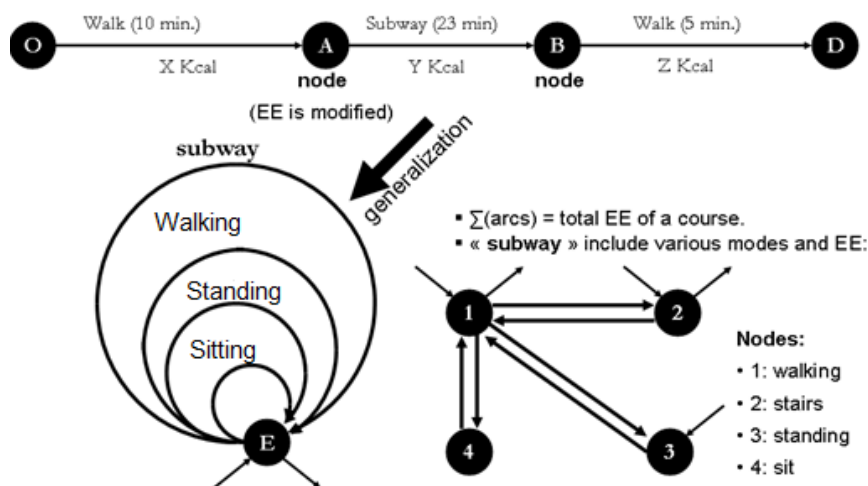 Walk (10 min.) Subway (23 min) Walk (5 min.)
O A B D
X Kcal node Y Kcal node Z Kcal
(EE is modified)
generalization
subway
Walking
Standing
Sitting
E
▪ ∑(arcs) = total EE of a course.
▪ « subway » include various modes and EE:
1 2
4 3
Nodes:
• 1: walking
• 2: stairs
• 3: standing
• 4: sit